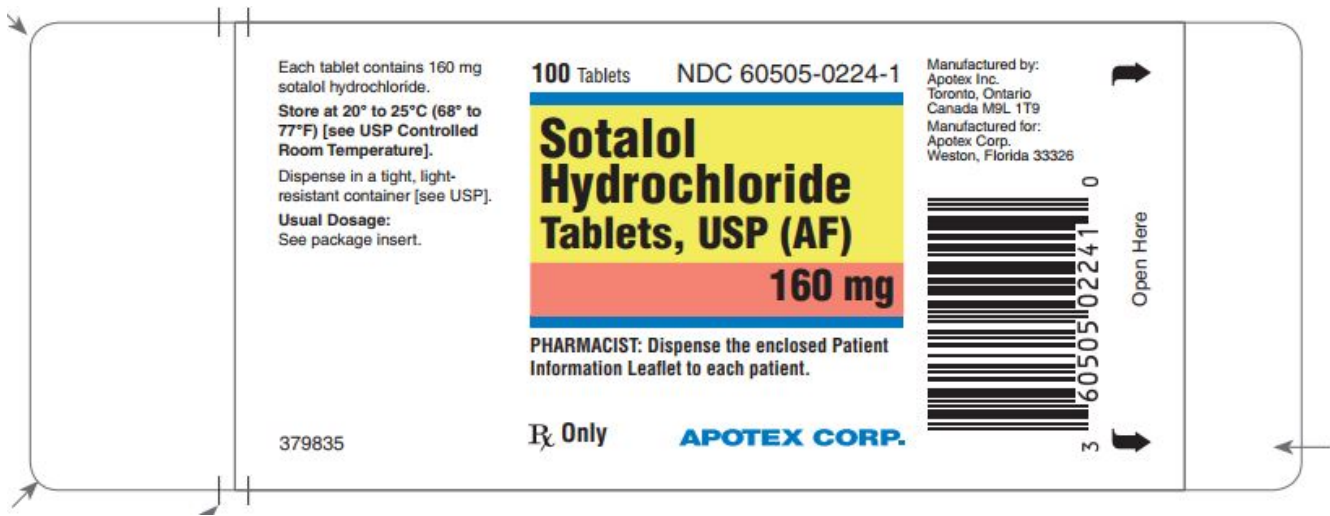 Each tablet contains 160 mg
sotalol hydrochloride.
Store at 20° to 25°C (68° to
77°F) [see USP Controlled
Room Temperature].
Dispense in a tight, light-
resistant container [see USP].
Usual Dosage:
See package insert.
379835
100 Tablets NDC 60505-0224-1
Sotalol
Hydrochloride
Tablets, USP (AF)
160 mg
PHARMACIST: Dispense the enclosed Patient
Information Leaflet to each patient.
Rx Only
APOTEX CORP.
Manufactured by:
Apotex Inc.
Toronto, Ontario
Canada M9L 1T9
Manufactured for:
Apotex Corp.
Weston, Florida 33326
3 60505 02241 0
Open Here